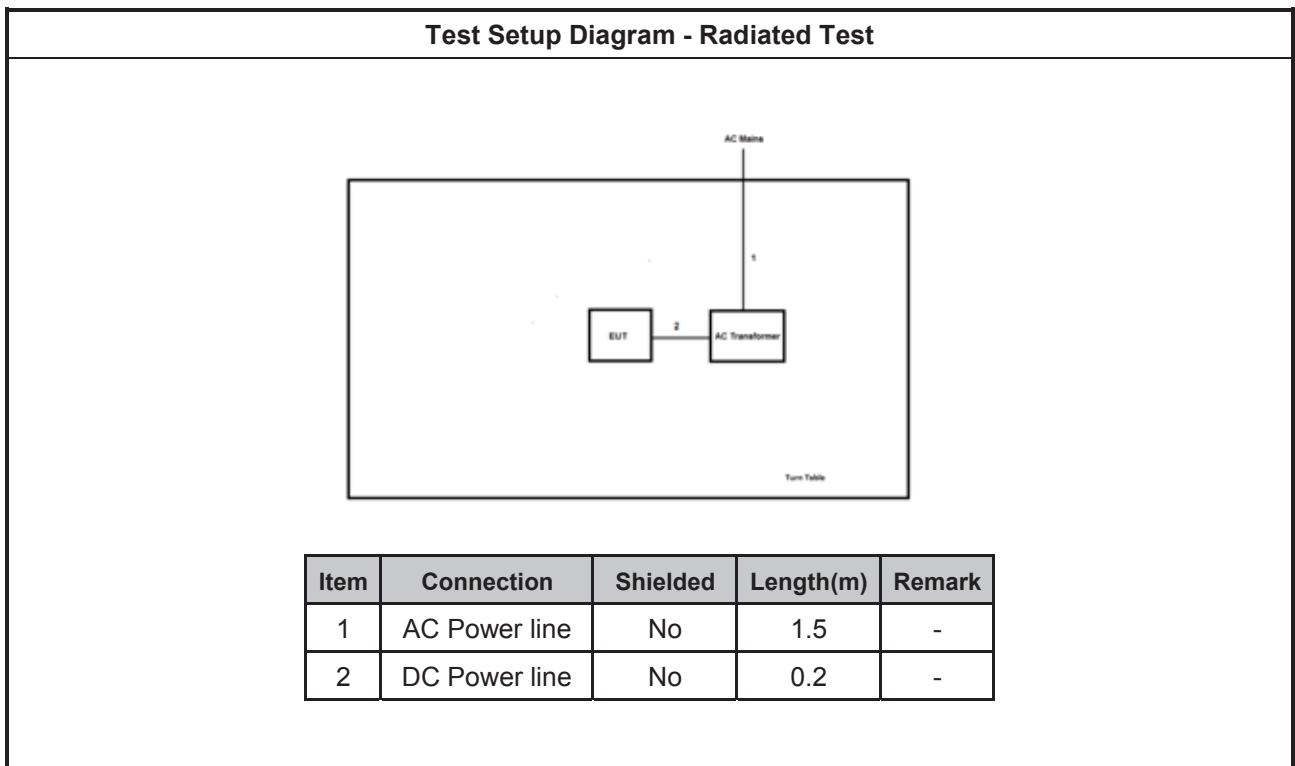 Test Setup Diagram - Radiated Test
AC Mains
1
EUT
2
AC Transformer
Turn Table
Item Connection Shielded Length(m) Remark
1 AC Power line No 1.5 -
2 DC Power line No 0.2 -